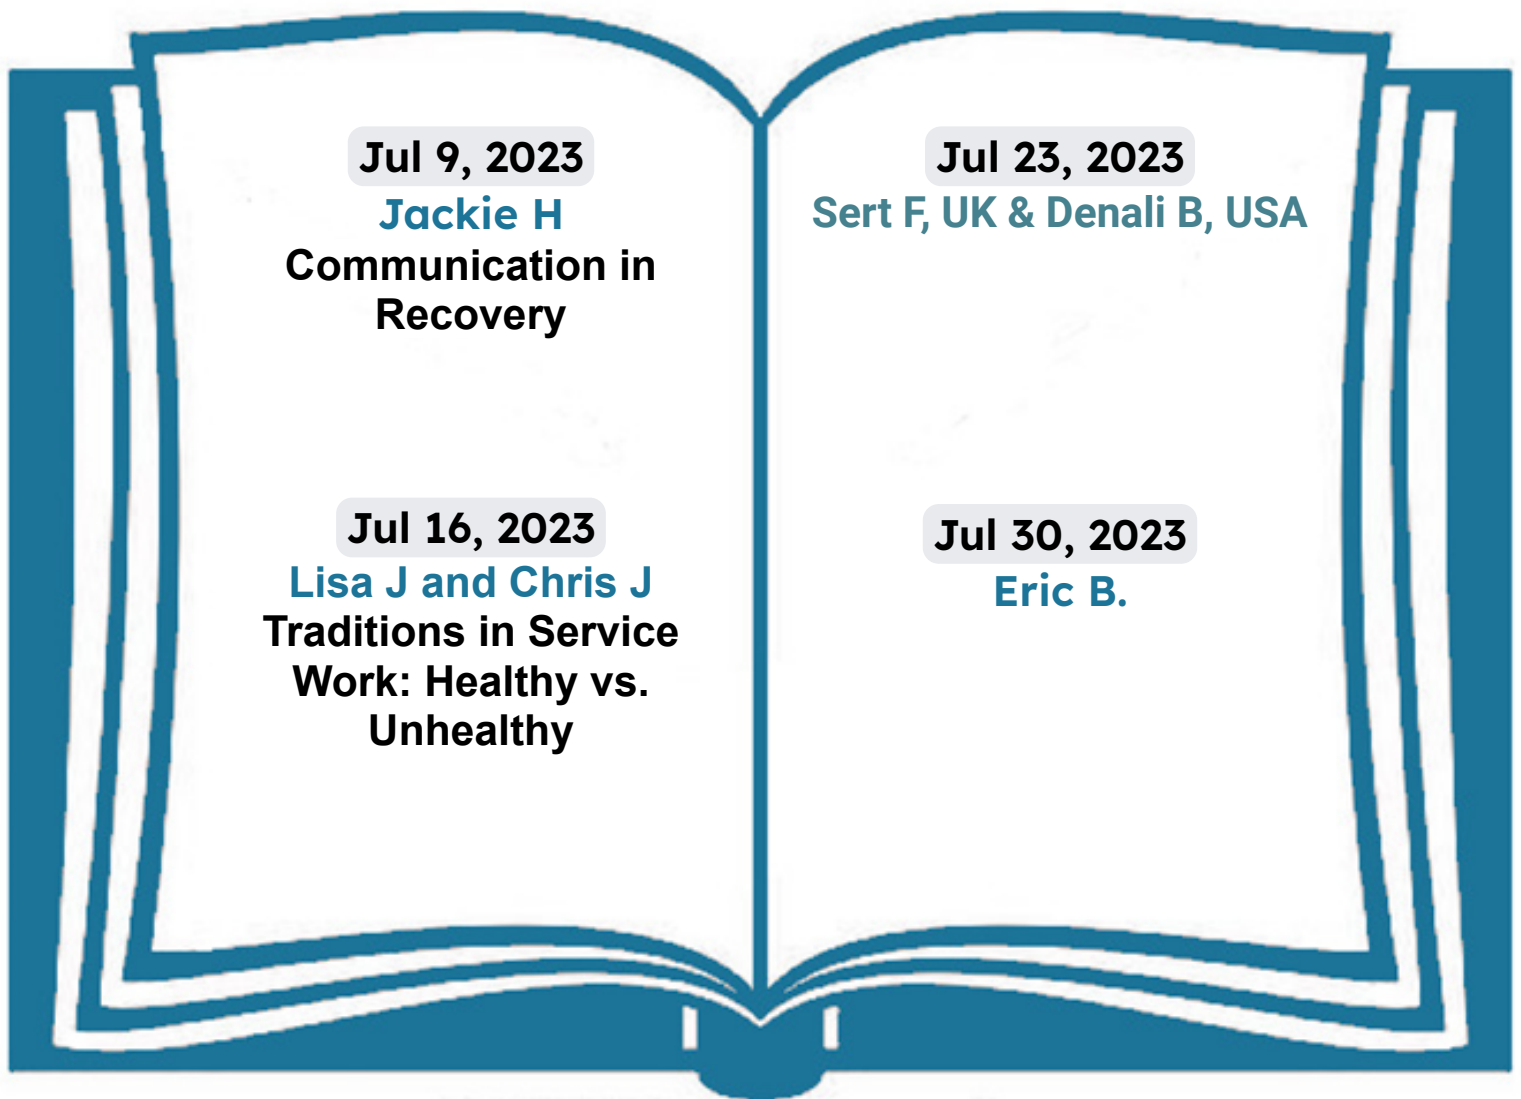 Jul 9, 2023
Jackie H
Communication in
Recovery
Jul 16, 2023
Lisa J and Chris J
Traditions in Service
Work: Healthy vs.
Unhealthy
Jul 23, 2023
Sert F, UK & Denali B, USA
Jul 30, 2023
Eric B.